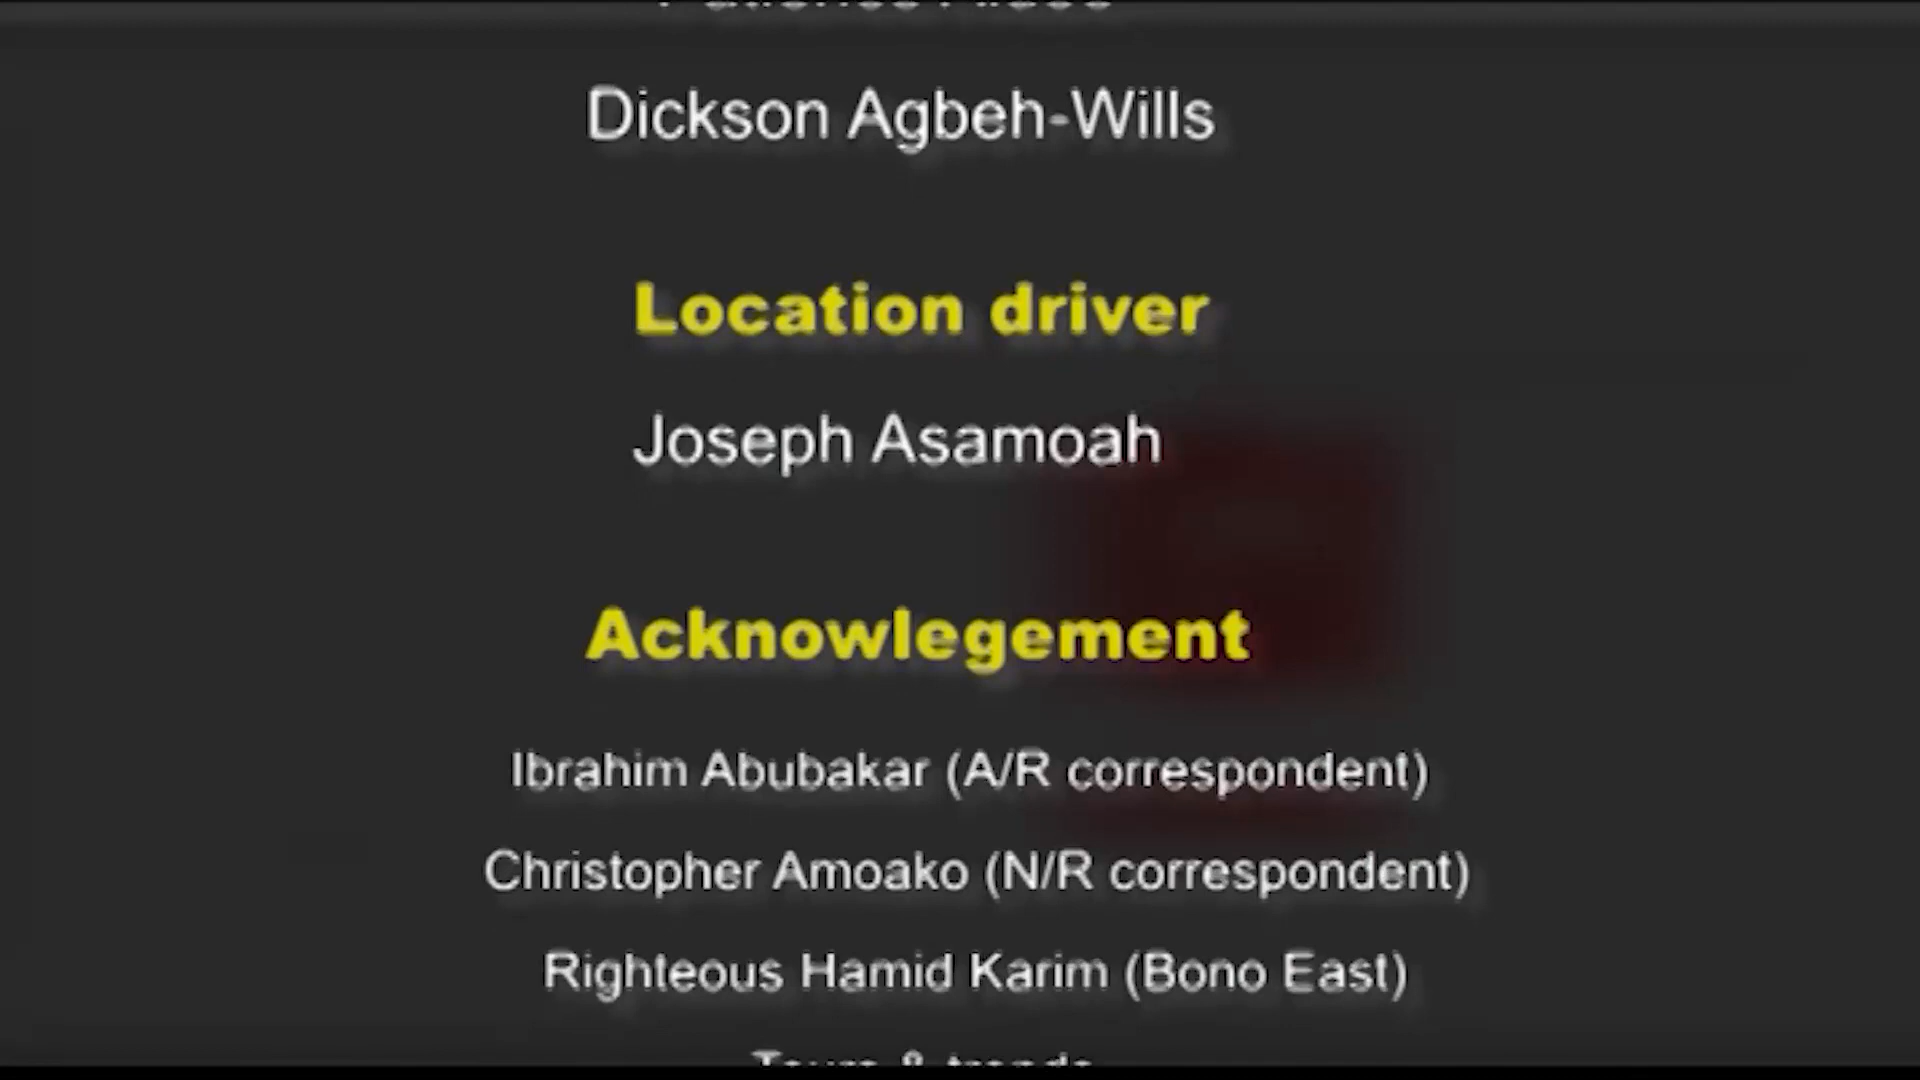 Dickson Agbeh-Wills
Location driver
Joseph Asamoah
Acknowlegement
Ibrahim Abubakar (A/R correspondent)
Christopher Amoako (N/R correspondent)
Righteous Hamid Karim (Bono East)